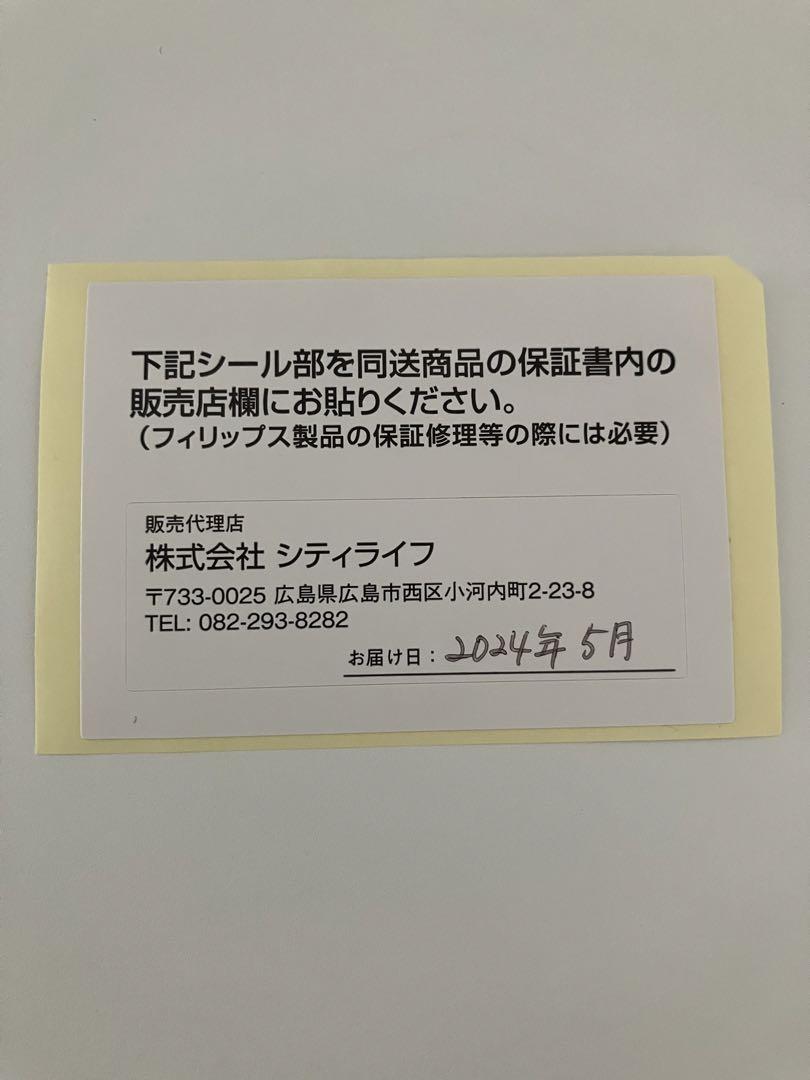 下記シール部を同送商品の保証書内の
販売店欄にお貼りください。
（フィリップス製品の保証修理等の際には必要）
販売代理店
株式会社 シティライフ
〒733-0025 広島県広島市西区小河内町2-23-8
TEL: 082-293-8282
お届け日：2024年5月